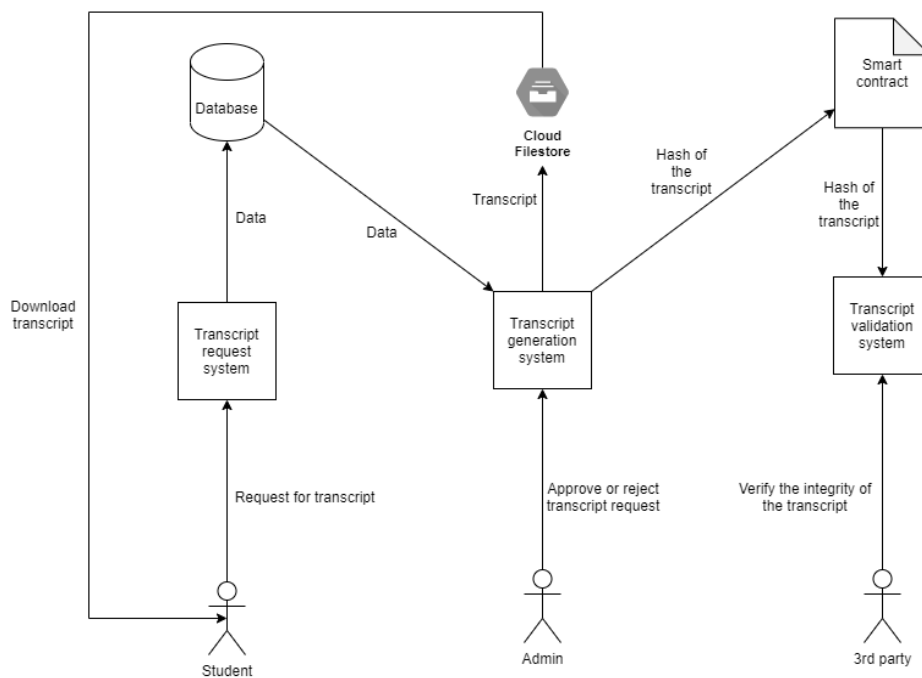 Database
Cloud
Filestore
Smart
contract
Hash of
the
transcript
Transcript
Hash of
the
transcript
Data
Data
Download
transcript
Transcript
request
system
Transcript
generation
system
Transcript
validation
system
Request for transcript
Approve or reject
transcript request
Verify the integrity of
the transcript
Student
Admin
3rd party